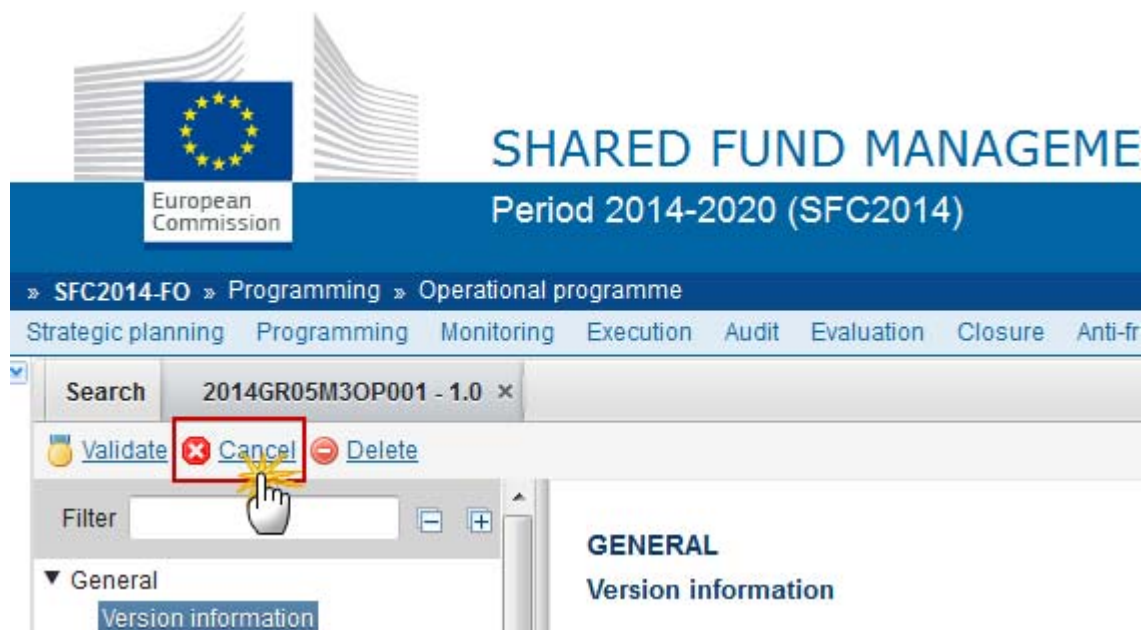 SHARED FUND MANAGEME
European
Commission
Period 2014-2020 (SFC2014)
» SFC2014-FO » Programming » Operational programme
Strategic planning Programming Monitoring Execution Audit Evaluation Closure Anti-fr
Search 2014GR05M3OP001 - 1.0 ×
Validate Cancel Delete
Filter
GENERAL
▼ General
Version information
Version information